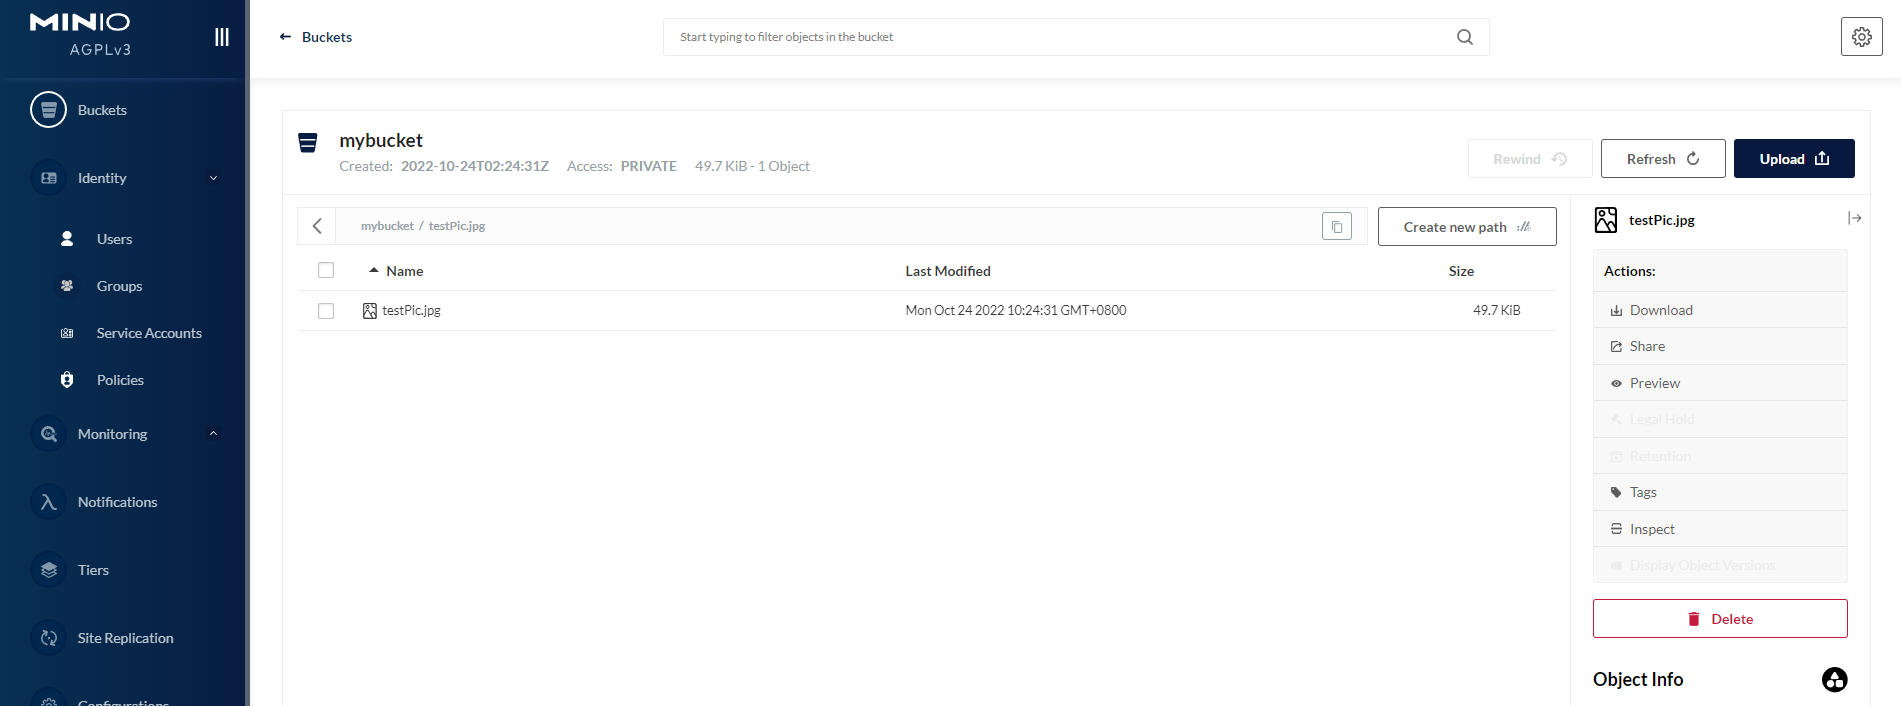 MINIO
AGPLv3
Buckets
Identity
Users
Groups
Service Accounts
Policies
Monitoring
Notifications
Tiers
Site Replication
Configurations
Buckets
Start typing to filter objects in the bucket
mybucket
Created: 2022-10-24T02:24:31Z Access: PRIVATE 49.7 KiB - 1 Object
Rewind
Refresh
Upload
mybucket / testPic.jpg
Create new path
Name Last Modified Size
testPic.jpg Mon Oct 24 2022 10:24:31 GMT+0800 49.7 KiB
testPic.jpg
Actions:
Download
Share
Preview
Legal Hold
Retention
Tags
Inspect
Display Object Versions
Delete
Object Info